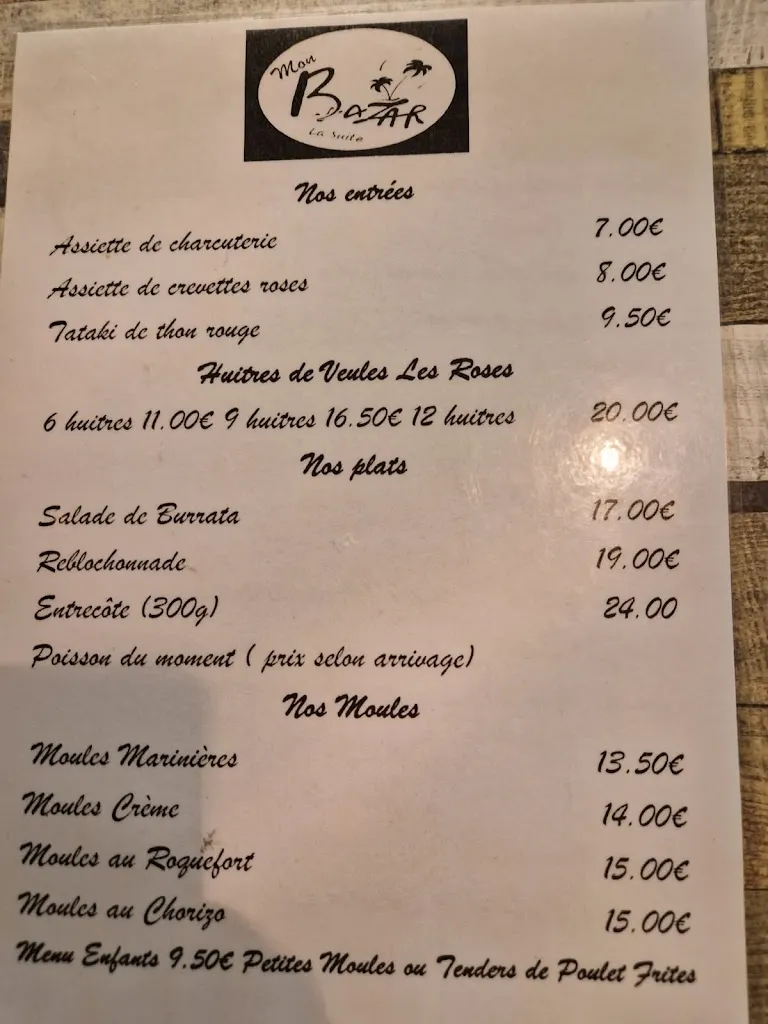 Mon
BAZAR
La Suite
Nos entrées
Assiette de charcuterie 7.00€
Assiette de crevettes roses 8.00€
Tataki de thon rouge 9.50€
Huitres de Veules Les Roses
6 huitres 11.00€ 9 huitres 16.50€ 12 huitres 20.00€
Nos plats
Salade de Burrata 17.00€
Reblochonnade 19.00€
Entrecôte (300g) 24.00
Poisson du moment ( prix selon arrivage)
Nos Moules
Moules Marinières 13.50€
Moules Crème 14.00€
Moules au Roquefort 15.00€
Moules au Chorizo 15.00€
Menu Enfants 9.50€ Petites Moules ou Tenders de Poulet Frites